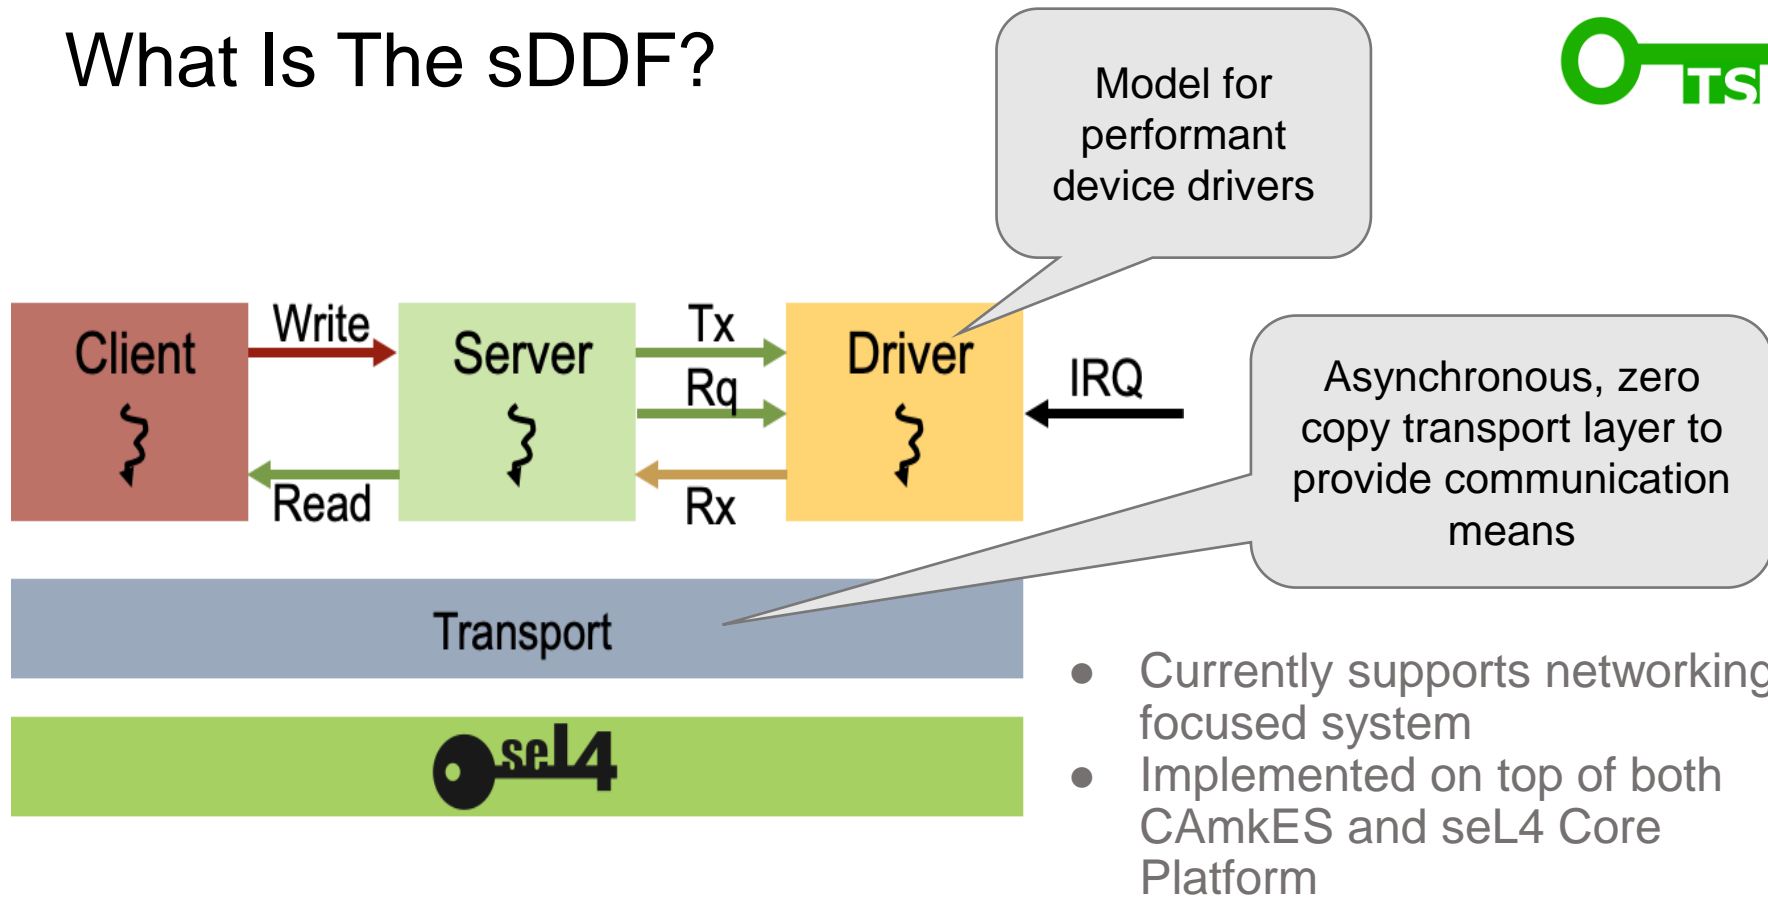 What Is The sDDF?
TS
Model for
performant
device drivers
Client
Write
Read
Server
Tx
Rq
Rx
Driver
IRQ
Asynchronous, zero
copy transport layer to
provide communication
means
Transport
seL4
● Currently supports networking
focused system
● Implemented on top of both
CAmkES and seL4 Core
Platform